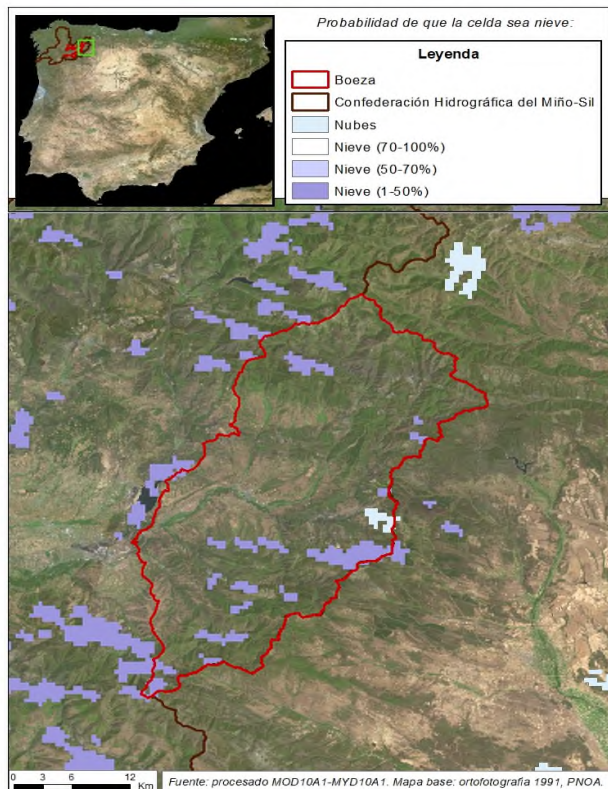 Probabilidad de que la celda sea nieve:
Leyenda
Boeza
Confederación Hidrográfica del Miño-Sil
Nubes
Nieve (70-100%)
Nieve (50-70%)
Nieve (1-50%)
0 3 6 12
Km
Fuente: procesado MOD10A1-MYD10A1. Mapa base: ortofotografía 1991, PNOA.